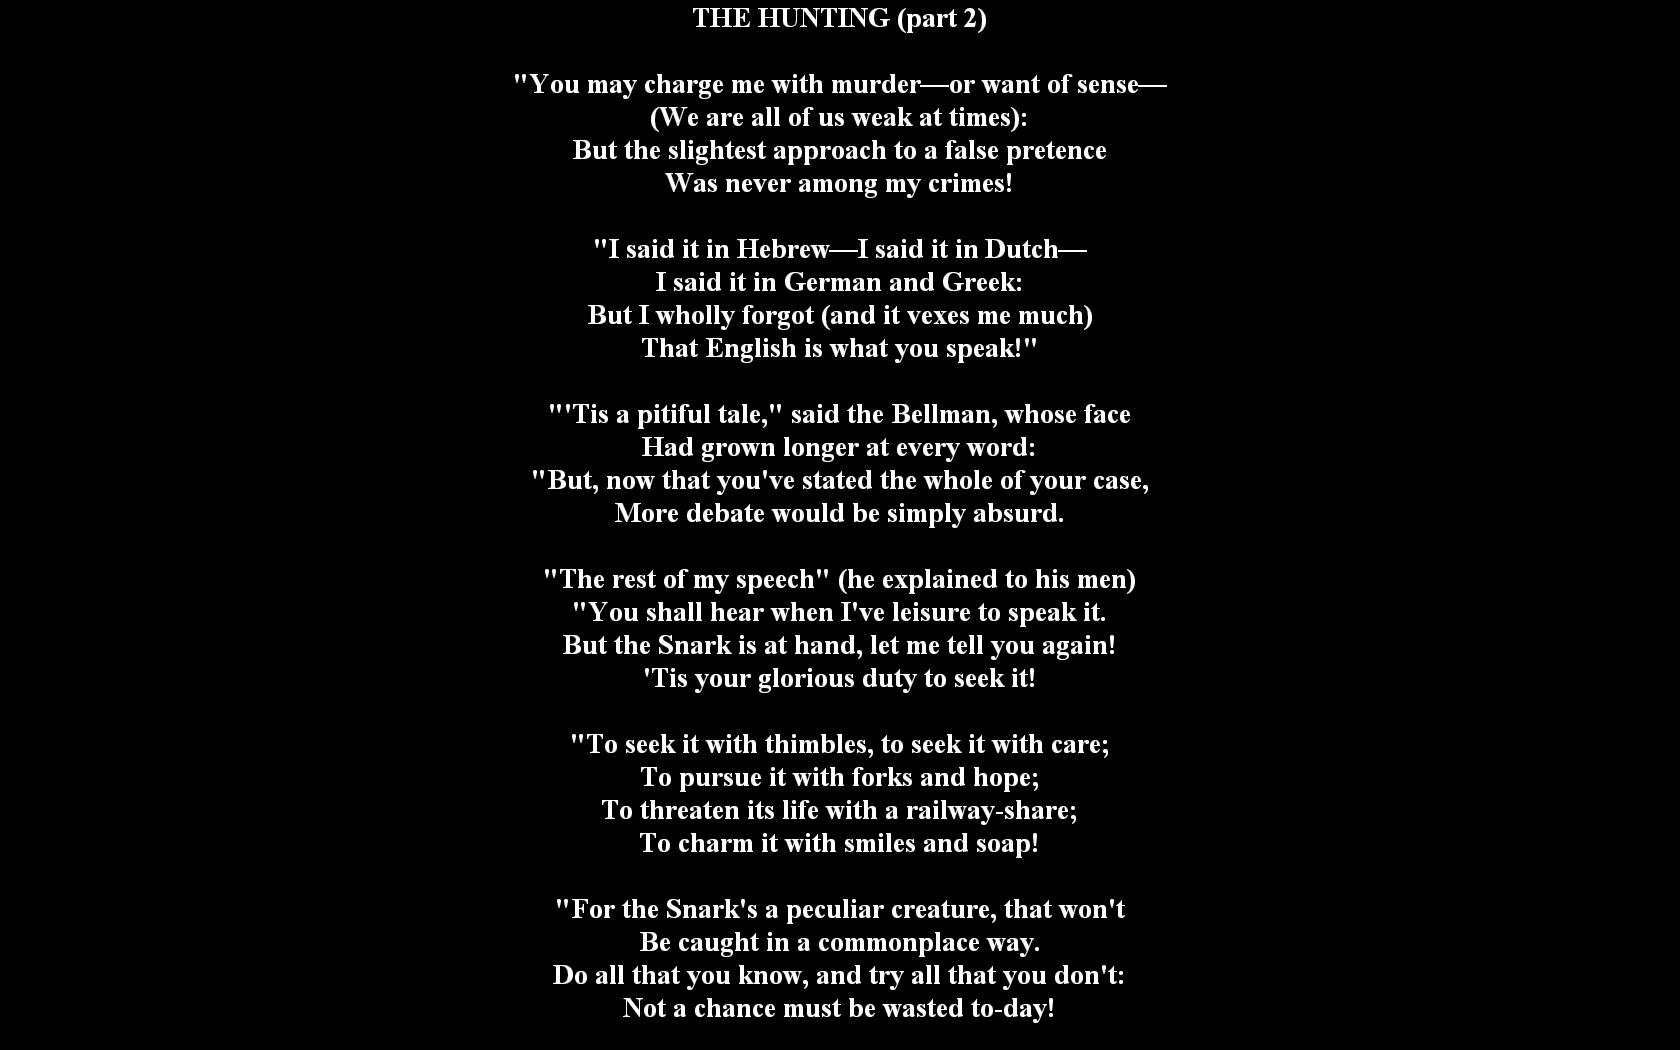 THE HUNTING (part 2)
"You may charge me with murder—or want of sense—
(We are all of us weak at times):
But the slightest approach to a false pretence
Was never among my crimes!
"I said it in Hebrew—I said it in Dutch—
I said it in German and Greek:
But I wholly forgot (and it vexes me much)
That English is what you speak!"
"'Tis a pitiful tale," said the Bellman, whose face
Had grown longer at every word:
"But, now that you've stated the whole of your case,
More debate would be simply absurd.
"The rest of my speech" (he explained to his men)
"You shall hear when I've leisure to speak it.
But the Snark is at hand, let me tell you again!
'Tis your glorious duty to seek it!
"To seek it with thimbles, to seek it with care;
To pursue it with forks and hope;
To threaten its life with a railway-share;
To charm it with smiles and soap!
"For the Snark's a peculiar creature, that won't
Be caught in a commonplace way.
Do all that you know, and try all that you don't:
Not a chance must be wasted to-day!